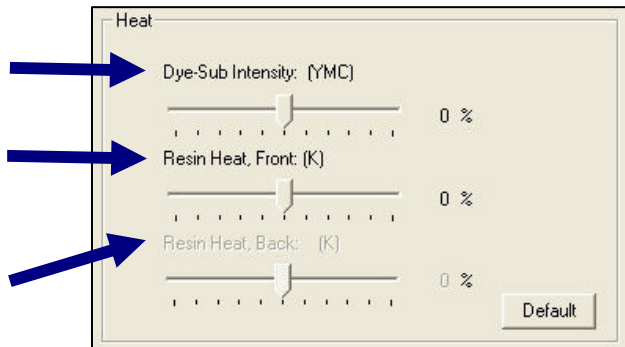 Heat
Dye-Sub Intensity: (YMC)
0 %
Resin Heat, Front: (K)
0 %
Resin Heat, Back: (K)
0 %
Default